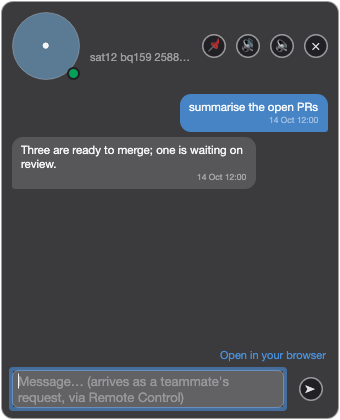 sat12 bq159 2588...
summarise the open PRs
14 Oct 12:00
Three are ready to merge; one is waiting on
review.
14 Oct 12:00
Open in your browser
Message… (arrives as a teammate's
request, via Remote Control)